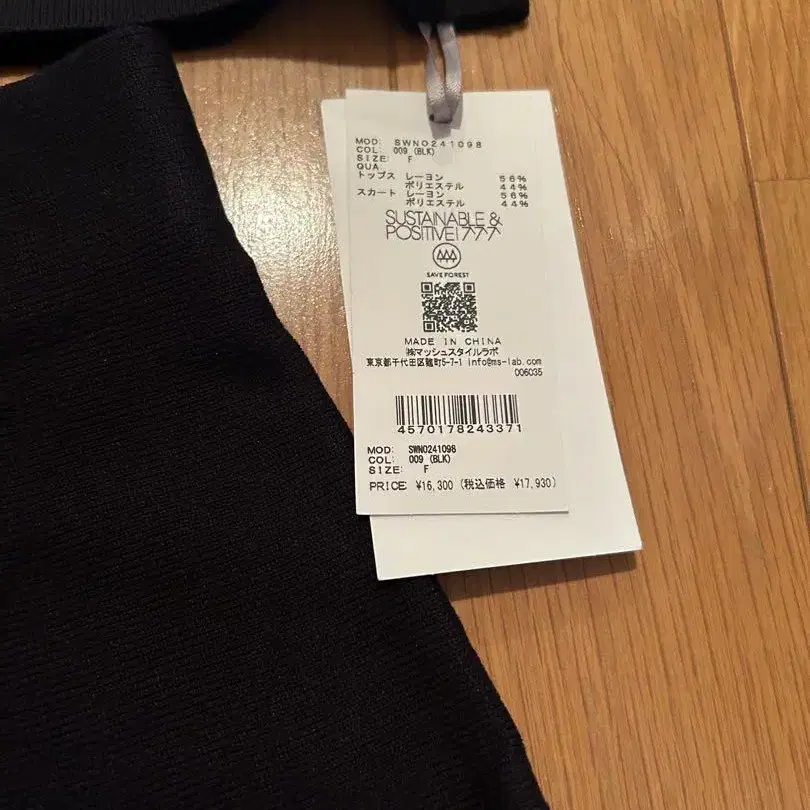 MOD: SWNO241098
COL: 009 (BLK)
SIZE: F
QUA:
トップス レーヨン 56%
ポリエステル 44%
スカート レーヨン 56%
ポリエステル 44%
SUSTAINABLE &
POSITIVE! 777
SAVE FOREST
MADE IN CHINA
㈱マッシュスタイルラボ
東京都千代田区麹町5-7-1 info@ms-lab.com
006035
4570178243371
MOD: SWNO241098
COL: 009 (BLK)
SIZE: F
PRICE: ¥16,300 (税込価格 ¥17,930)